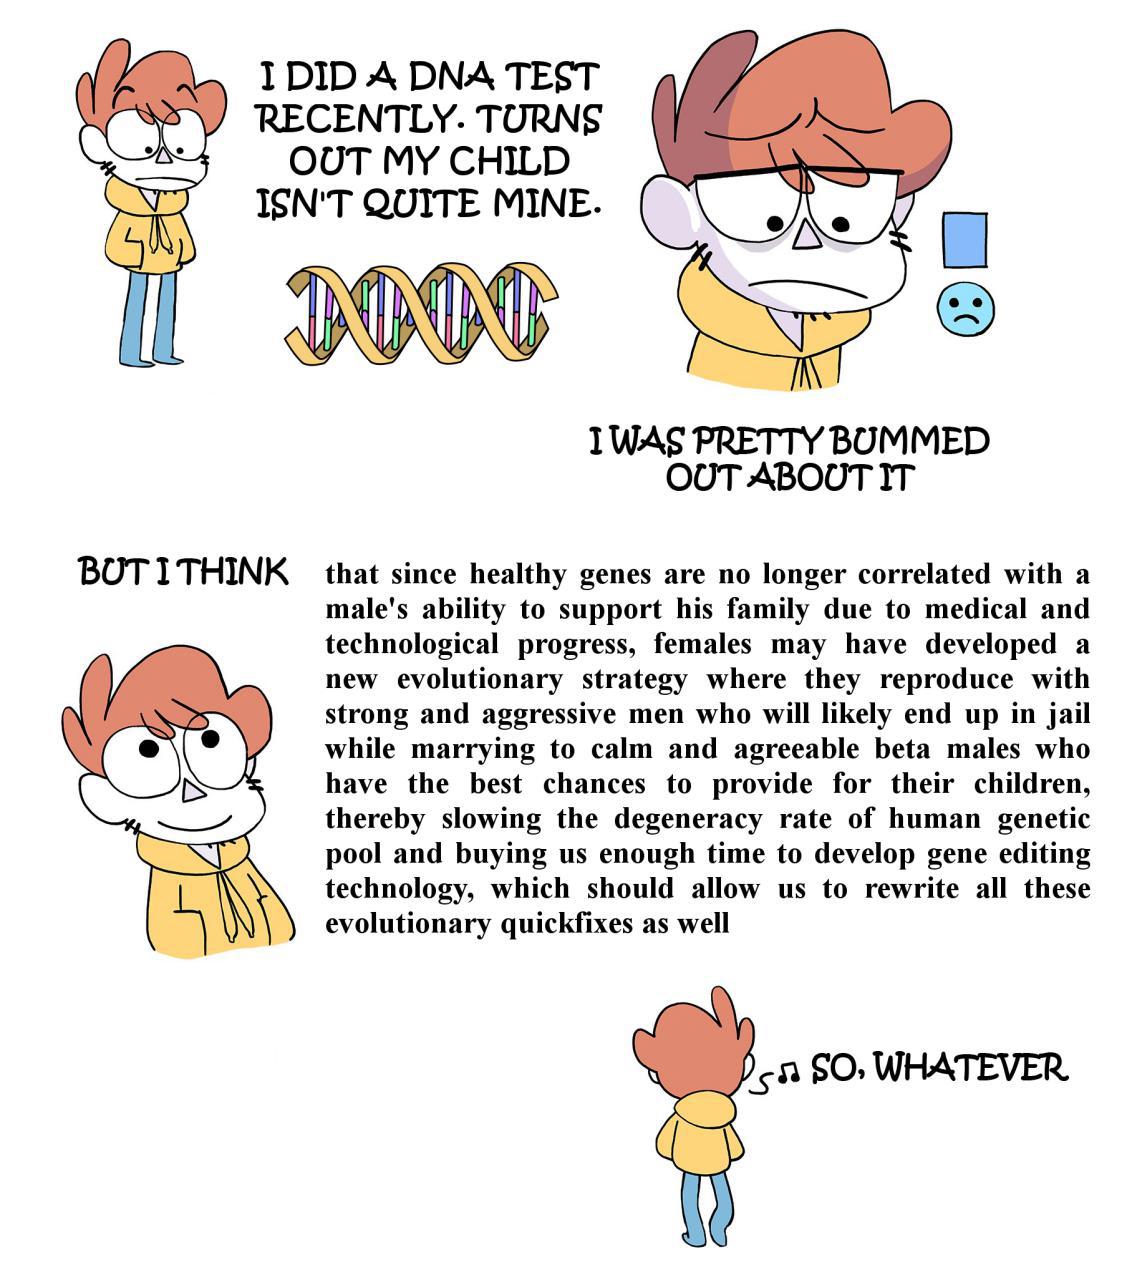 I DID A DNA TEST
RECENTLY. TURNS
OUT MY CHILD
ISN'T QUITE MINE.
I WAS PRETTY BUMMED
OUT ABOUT IT
BUT I THINK
that since healthy genes are no longer correlated with a
male's ability to support his family due to medical and
technological progress, females may have developed a
new evolutionary strategy where they reproduce with
strong and aggressive men who will likely end up in jail
while marrying to calm and agreeable beta males who
have the best chances to provide for their children,
thereby slowing the degeneracy rate of human genetic
pool and buying us enough time to develop gene editing
technology, which should allow us to rewrite all these
evolutionary quickfixes as well
SO, WHATEVER